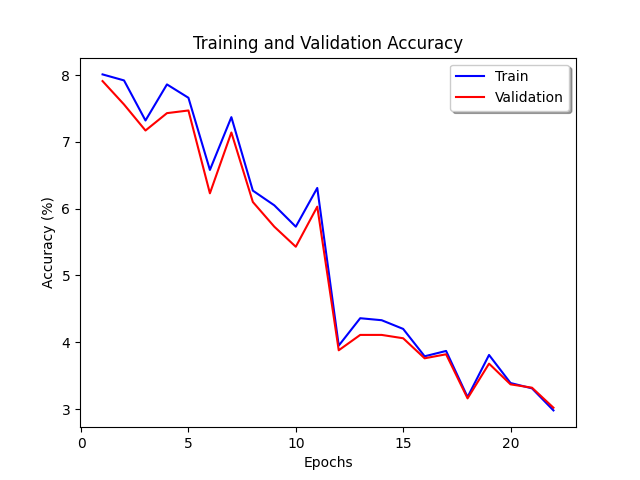 Training and Validation Accuracy
Train
Validation
Accuracy (%)
8
7
6
5
4
3
0
5
10
15
20
Epochs